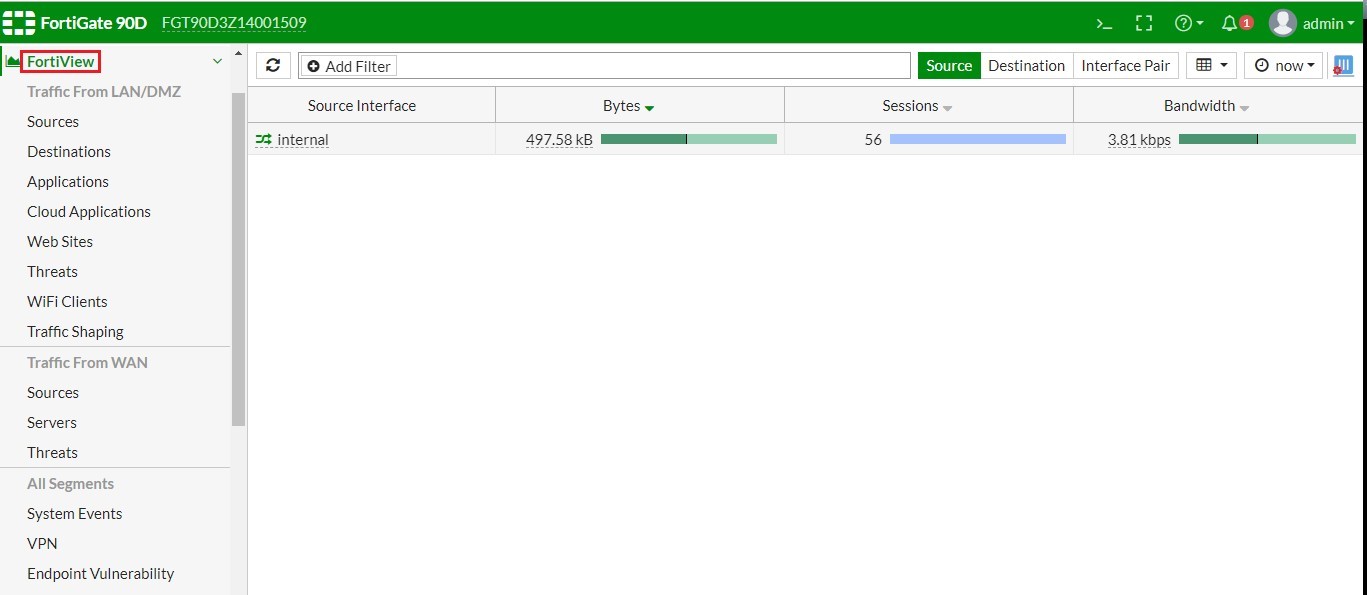 FortiGate 90D FGT90D3Z14001509 >_ 1 admin
FortiView
Traffic From LAN/DMZ
Sources
Destinations
Applications
Cloud Applications
Web Sites
Threats
WiFi Clients
Traffic Shaping
Traffic From WAN
Sources
Servers
Threats
All Segments
System Events
VPN
Endpoint Vulnerability
Add Filter Source Destination Interface Pair now
Source Interface Bytes Sessions Bandwidth
internal 497.58 kB 56 3.81 kbps